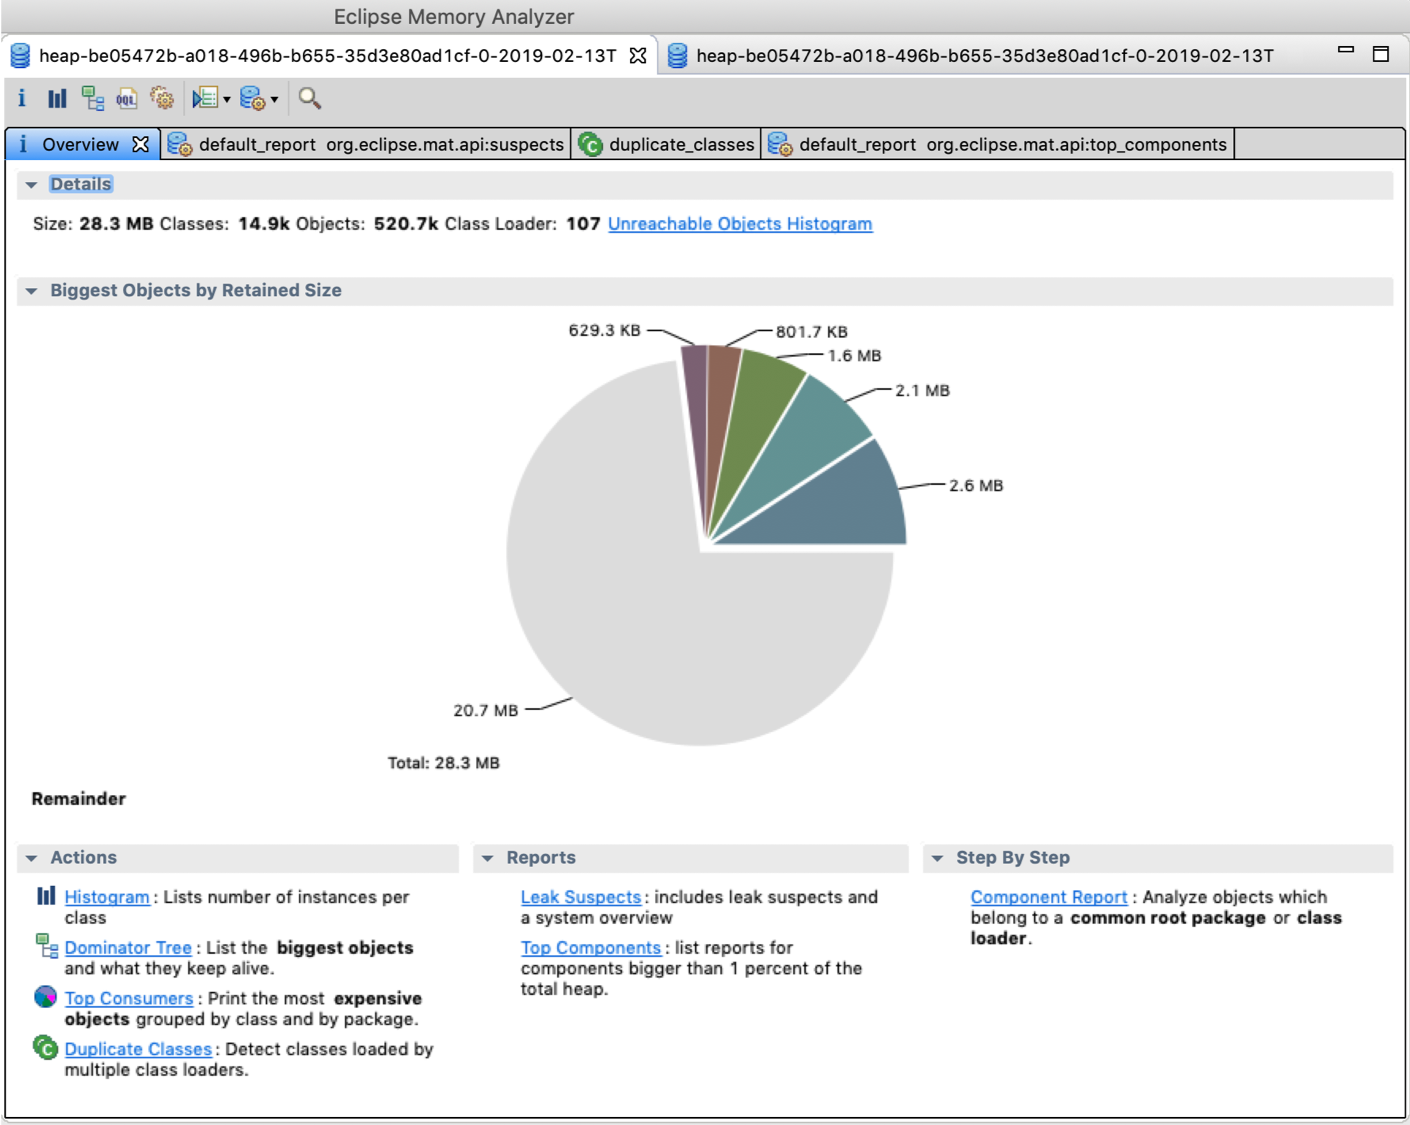 Eclipse Memory Analyzer
heap-be05472b-a018-496b-b655-35d3e80ad1cf-0-2019-02-13T
heap-be05472b-a018-496b-b655-35d3e80ad1cf-0-2019-02-13T
OQL
Overview
default_report org.eclipse.mat.api:suspects
duplicate_classes
default_report org.eclipse.mat.api:top_components
Details
Size: 28.3 MB Classes: 14.9k Objects: 520.7k Class Loader: 107 Unreachable Objects Histogram
Biggest Objects by Retained Size
629.3 KB
801.7 KB
1.6 MB
2.1 MB
2.6 MB
20.7 MB
Total: 28.3 MB
Remainder
Actions
Histogram : Lists number of instances per
class
Dominator Tree : List the biggest objects
and what they keep alive.
Top Consumers : Print the most expensive
objects grouped by class and by package.
Duplicate Classes : Detect classes loaded by
multiple class loaders.
Reports
Leak Suspects : includes leak suspects and
a system overview
Top Components : list reports for
components bigger than 1 percent of the
total heap.
Step By Step
Component Report : Analyze objects which
belong to a common root package or class
loader.